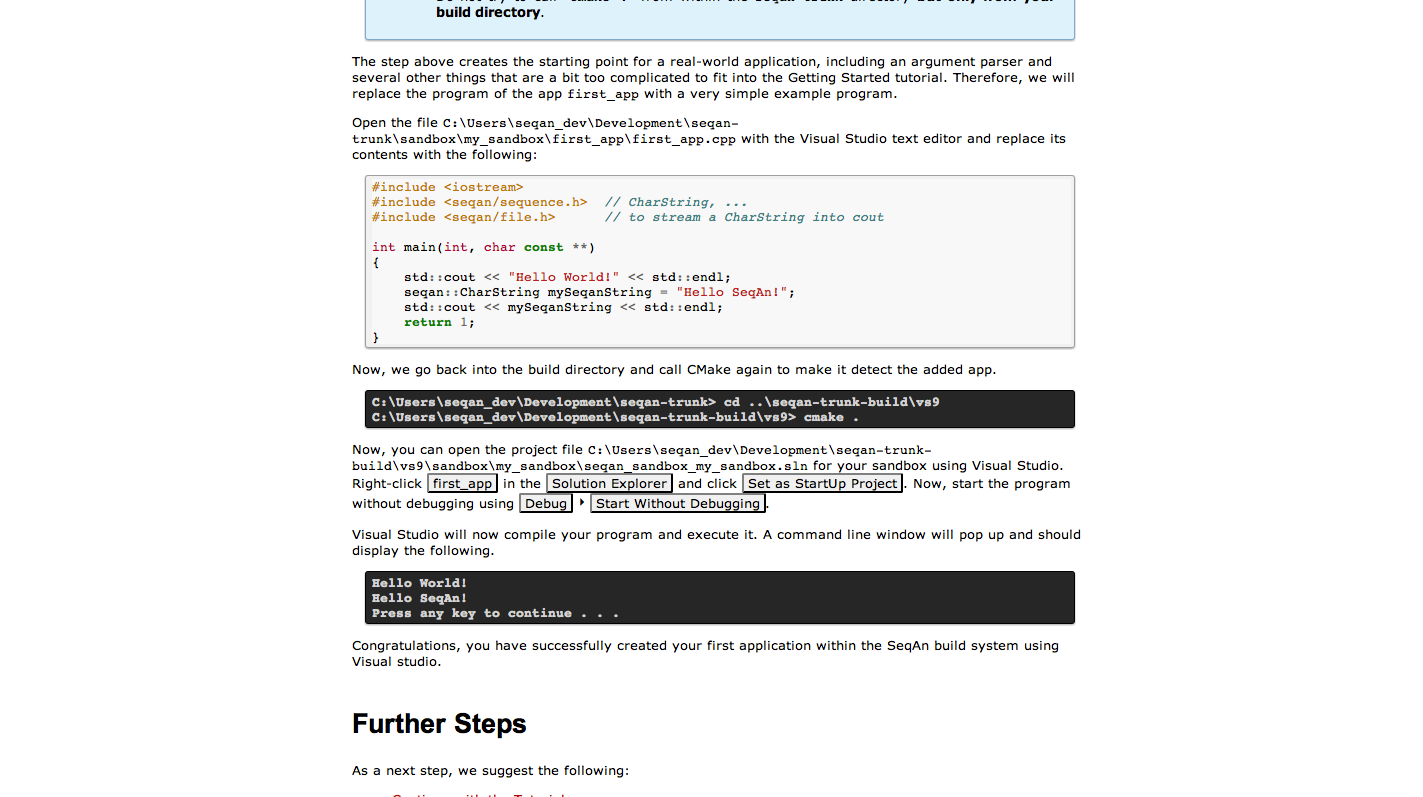 build directory.
The step above creates the starting point for a real-world application, including an argument parser and
several other things that are a bit too complicated to fit into the Getting Started tutorial. Therefore, we will
replace the program of the app first_app with a very simple example program.
Open the file C:\Users\seqan_dev\Development\seqan-
trunk\sandbox\my_sandbox\first_app\first_app.cpp with the Visual Studio text editor and replace its
contents with the following:
#include <iostream>
#include <seqan/sequence.h>  // CharString, ...
#include <seqan/file.h>      // to stream a CharString into cout
int main(int, char const **)
{
    std::cout << "Hello World!" << std::endl;
    seqan::CharString mySeqanString = "Hello SeqAn!";
    std::cout << mySeqanString << std::endl;
    return 1;
}
Now, we go back into the build directory and call CMake again to make it detect the added app.
C:\Users\seqan_dev\Development\seqan-trunk> cd ..\seqan-trunk-build\vs9
C:\Users\seqan_dev\Development\seqan-trunk-build\vs9> cmake .
Now, you can open the project file C:\Users\seqan_dev\Development\seqan-trunk-
build\vs9\sandbox\my_sandbox\seqan_sandbox_my_sandbox.sln for your sandbox using Visual Studio.
Right-click first_app in the Solution Explorer and click Set as StartUp Project. Now, start the program
without debugging using Debug ‣ Start Without Debugging.
Visual Studio will now compile your program and execute it. A command line window will pop up and should
display the following.
Hello World!
Hello SeqAn!
Press any key to continue . . .
Congratulations, you have successfully created your first application within the SeqAn build system using
Visual studio.
Further Steps
As a next step, we suggest the following: